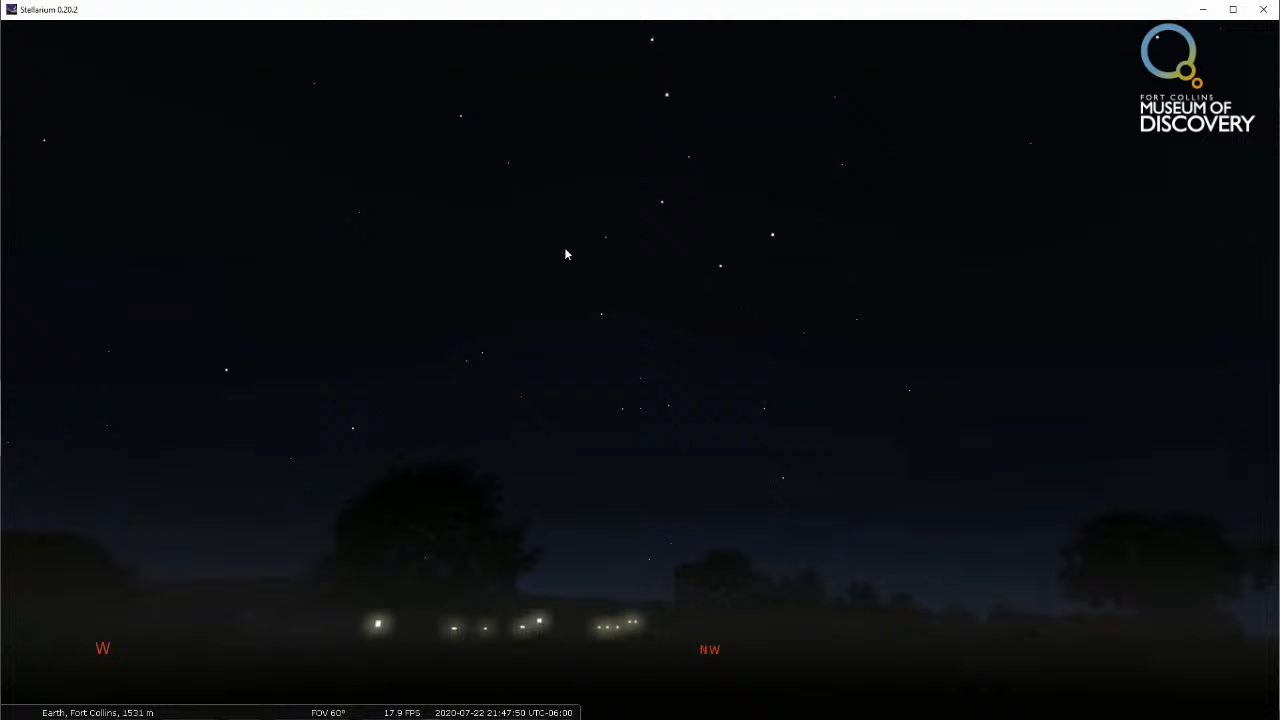 Stellarium 0.20.2
FORT COLLINS
MUSEUM OF
DISCOVERY
W
NW
Earth, Fort Collins, 1531 m
FOV 60°
17.9 FPS
2020-07-22 21:47:50 UTC-06:00